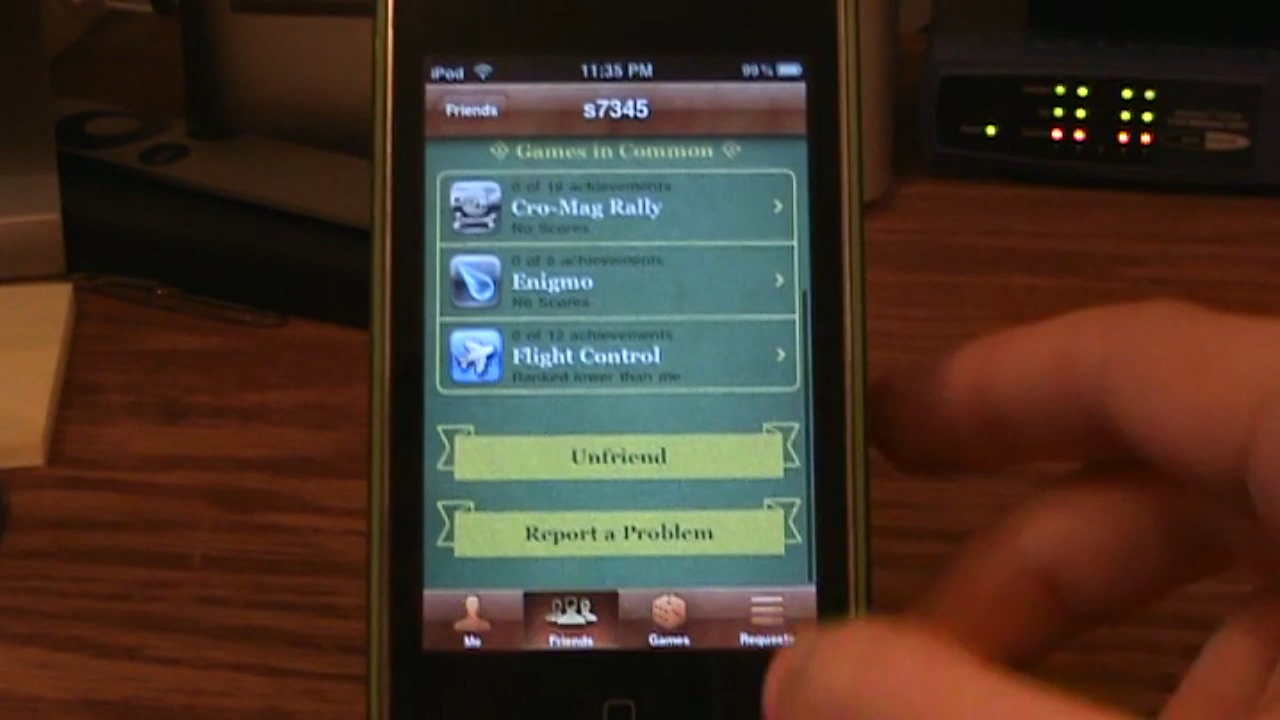 iPod 11:35 PM 99%
Friends s7345
Games in Common
0 of 19 achievements
Cro-Mag Rally
No Scores
0 of 8 achievements
Enigmo
No Scores
0 of 12 achievements
Flight Control
Ranked lower than me
Unfriend
Report a Problem
Me Friends Games Requests